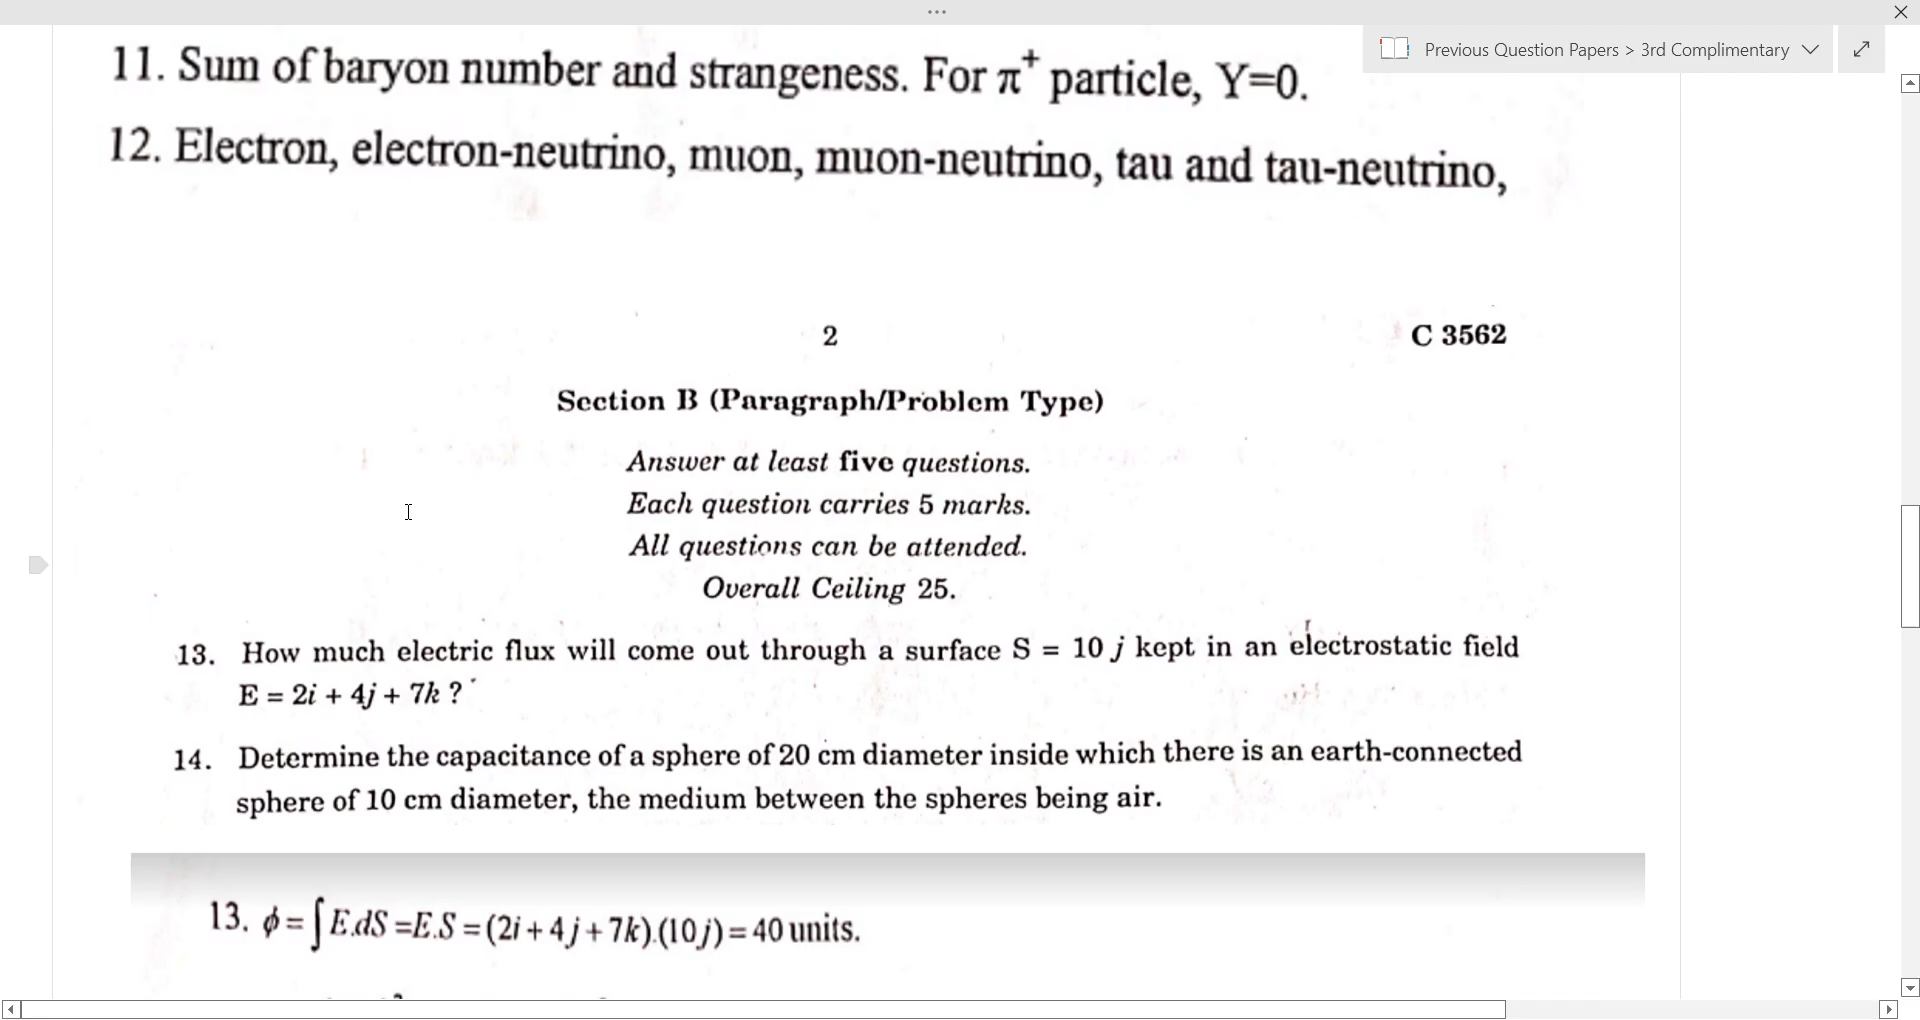 ...
Previous Question Papers > 3rd Complimentary
11. Sum of baryon number and strangeness. For π⁺ particle, Y=0.
12. Electron, electron-neutrino, muon, muon-neutrino, tau and tau-neutrino,
2
C 3562
Section B (Paragraph/Problem Type)
Answer at least five questions.
Each question carries 5 marks.
All questions can be attended.
Overall Ceiling 25.
13. How much electric flux will come out through a surface S = 10 j kept in an electrostatic field
E = 2i + 4j + 7k ?
14. Determine the capacitance of a sphere of 20 cm diameter inside which there is an earth-connected
sphere of 10 cm diameter, the medium between the spheres being air.
13. ϕ = ∫ E.dS =E.S = (2i + 4j + 7k).(10j) = 40 units.